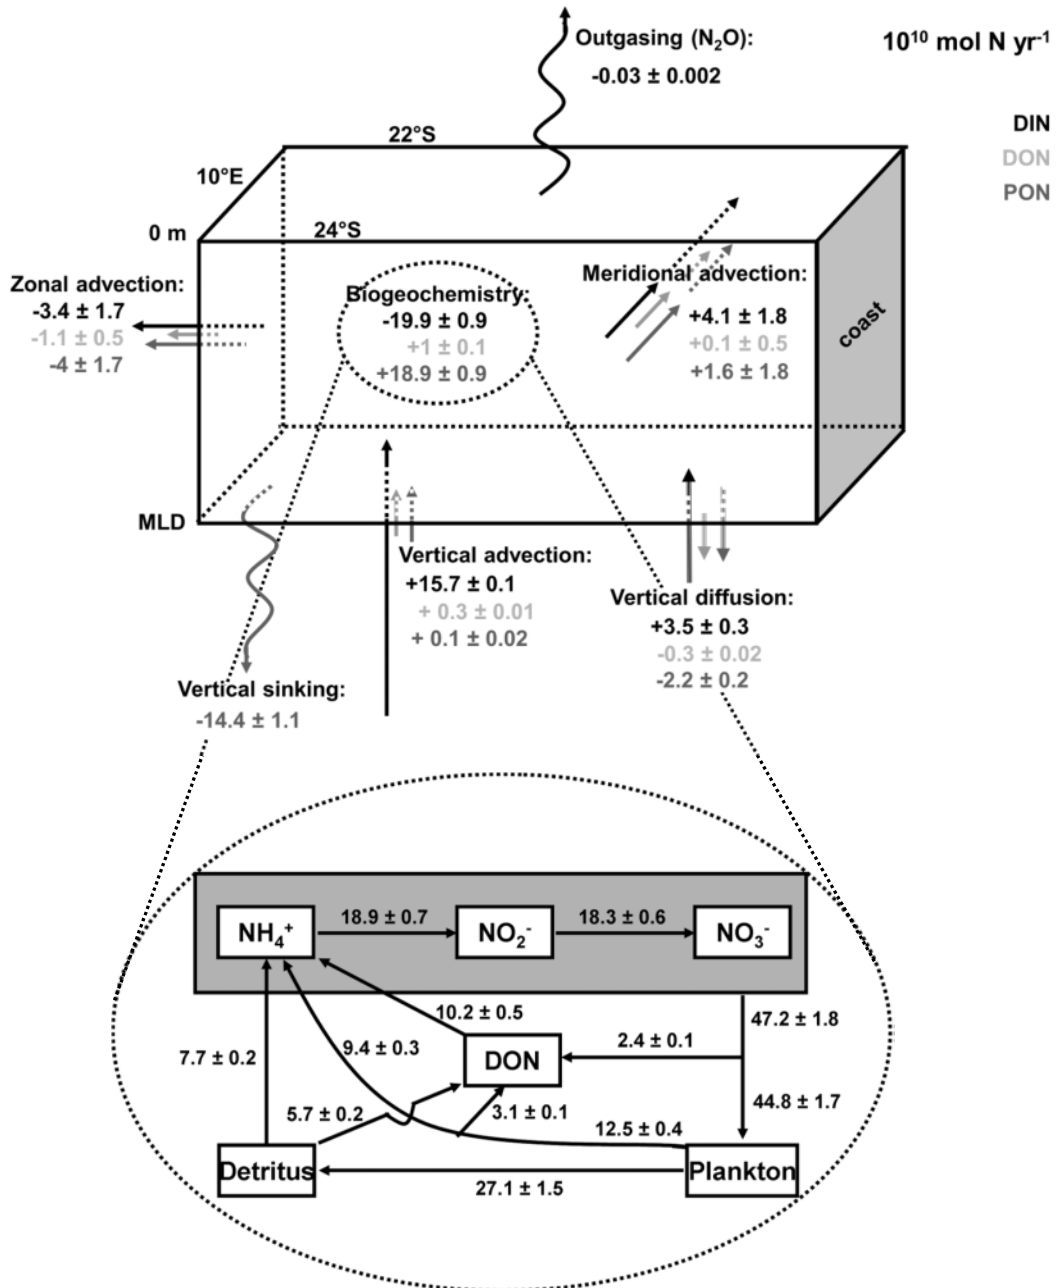 Outgasing (N₂O):
-0.03 ± 0.002
10¹⁰ mol N yr⁻¹
DIN
DON
PON
22°S
10°E
0 m
24°S
Zonal advection:
-3.4 ± 1.7
-1.1 ± 0.5
-4 ± 1.7
Biogeochemistry:
-19.9 ± 0.9
+1 ± 0.1
+18.9 ± 0.9
Meridional advection:
+4.1 ± 1.8
+0.1 ± 0.5
+1.6 ± 1.8
coast
MLD
Vertical advection:
+15.7 ± 0.1
+ 0.3 ± 0.01
+ 0.1 ± 0.02
Vertical diffusion:
+3.5 ± 0.3
-0.3 ± 0.02
-2.2 ± 0.2
Vertical sinking:
-14.4 ± 1.1
NH₄⁺
18.9 ± 0.7
NO₂⁻
18.3 ± 0.6
NO₃⁻
10.2 ± 0.5
47.2 ± 1.8
7.7 ± 0.2
9.4 ± 0.3
DON
2.4 ± 0.1
5.7 ± 0.2
3.1 ± 0.1
44.8 ± 1.7
12.5 ± 0.4
Detritus
27.1 ± 1.5
Plankton